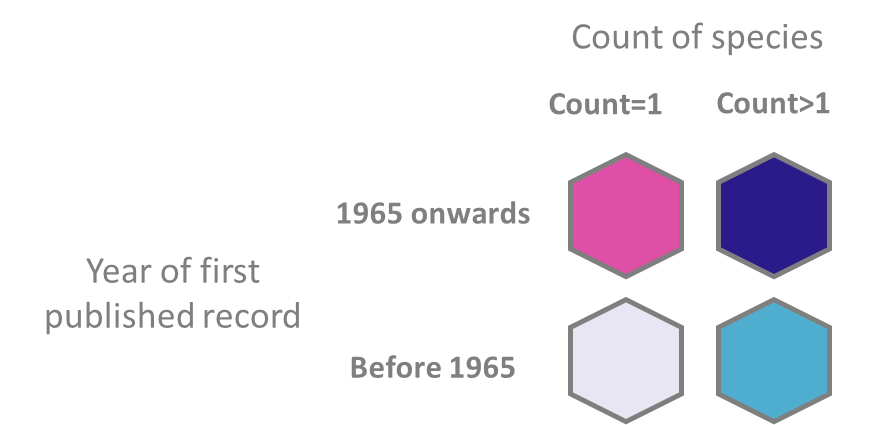 Count of species
Count=1 Count>1
1965 onwards
Year of first
published record
Before 1965